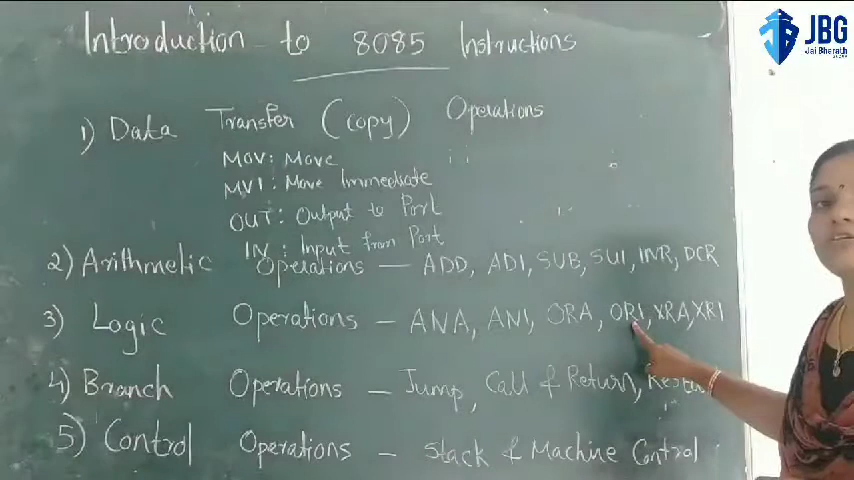 Introduction to 8085 Instructions
1) Data Transfer (copy) Operations
MOV: Move
MVI: Move Immediate
OUT: Output to Port
IN: Input from Port
2) Arithmetic Operations — ADD, ADI, SUB, SUI, INR, DCR
3) Logic Operations - ANA, ANI, ORA, ORI, XRA, XRI
4) Branch Operations — Jump, Call & Return,
5) Control Operations - Stack & Machine Control
JBG
Jai Bharath